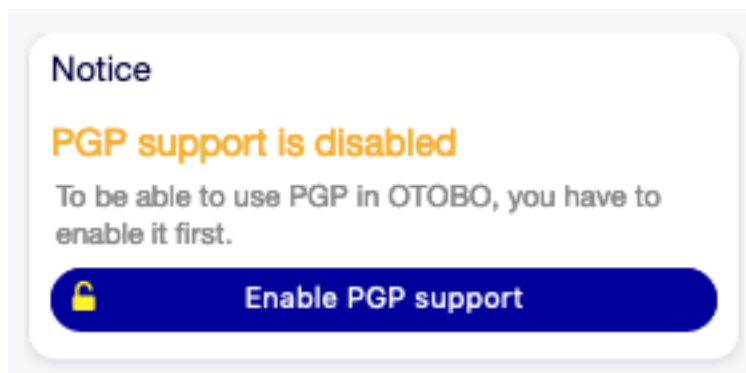 Notice
PGP support is disabled
To be able to use PGP in OTOBO, you have to
enable it first.
Enable PGP support